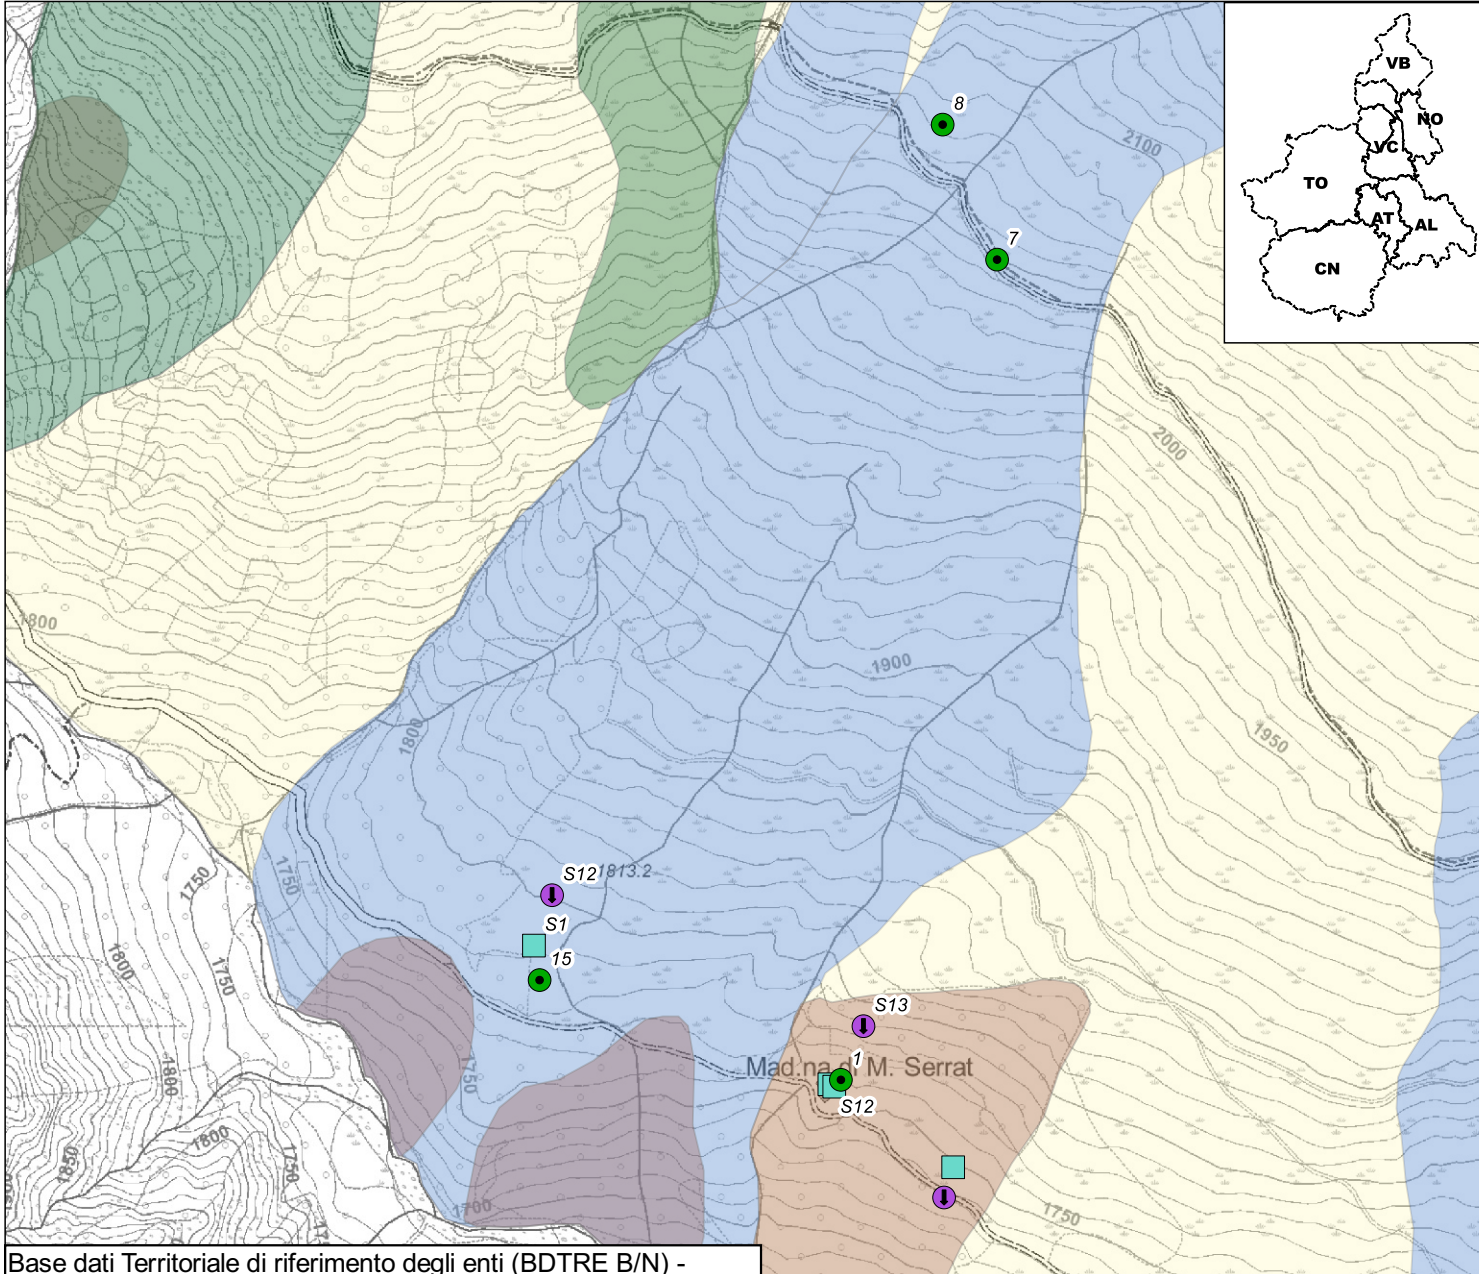 VB
NO
VC
TO
AT
AL
CN
8
2100
7
2000
1800
1900
1800
1950
1750
1750
S12
1813.2
S1
15
1800
1750
1800
1750
S13
Mad.na di M. Serrat
1
S12
1800
1850
1750
1700
1750
Base dati Territoriale di riferimento degli enti (BDTRE B/N) -